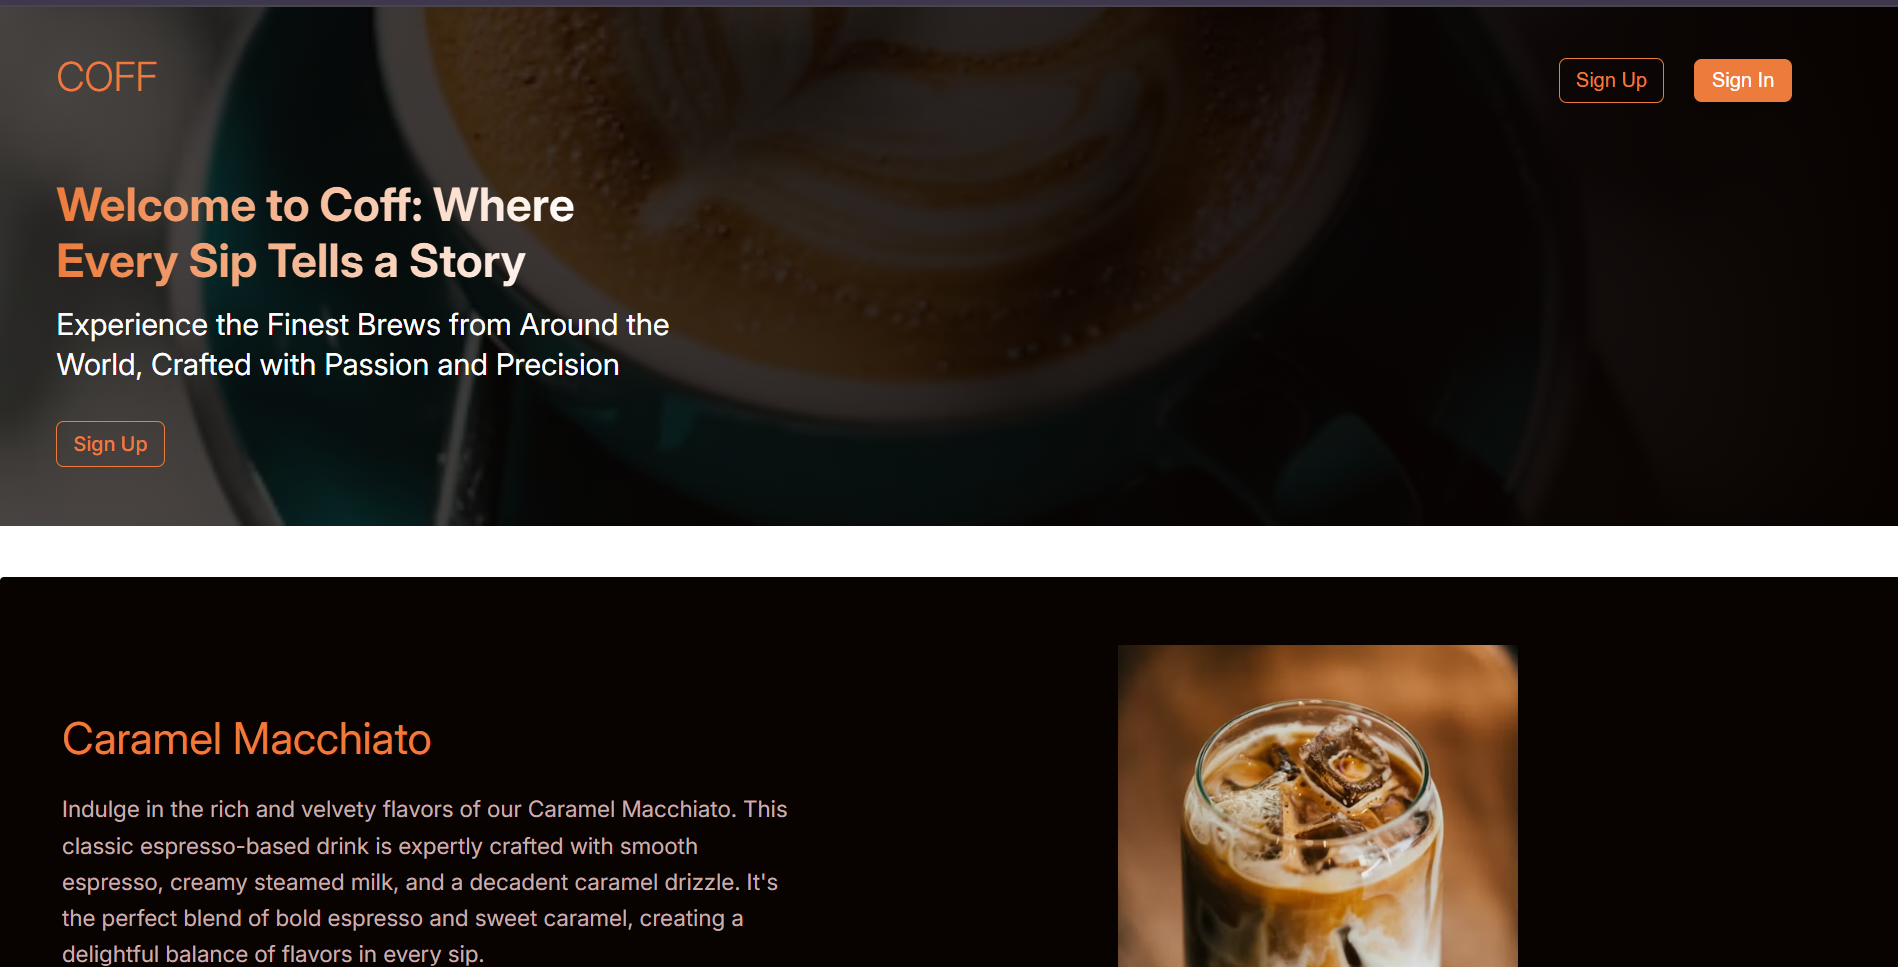 COFF
Sign Up
Sign In
Welcome to Coff: Where
Every Sip Tells a Story
Experience the Finest Brews from Around the
World, Crafted with Passion and Precision
Sign Up
Caramel Macchiato
Indulge in the rich and velvety flavors of our Caramel Macchiato. This
classic espresso-based drink is expertly crafted with smooth
espresso, creamy steamed milk, and a decadent caramel drizzle. It's
the perfect blend of bold espresso and sweet caramel, creating a
delightful balance of flavors in every sip.